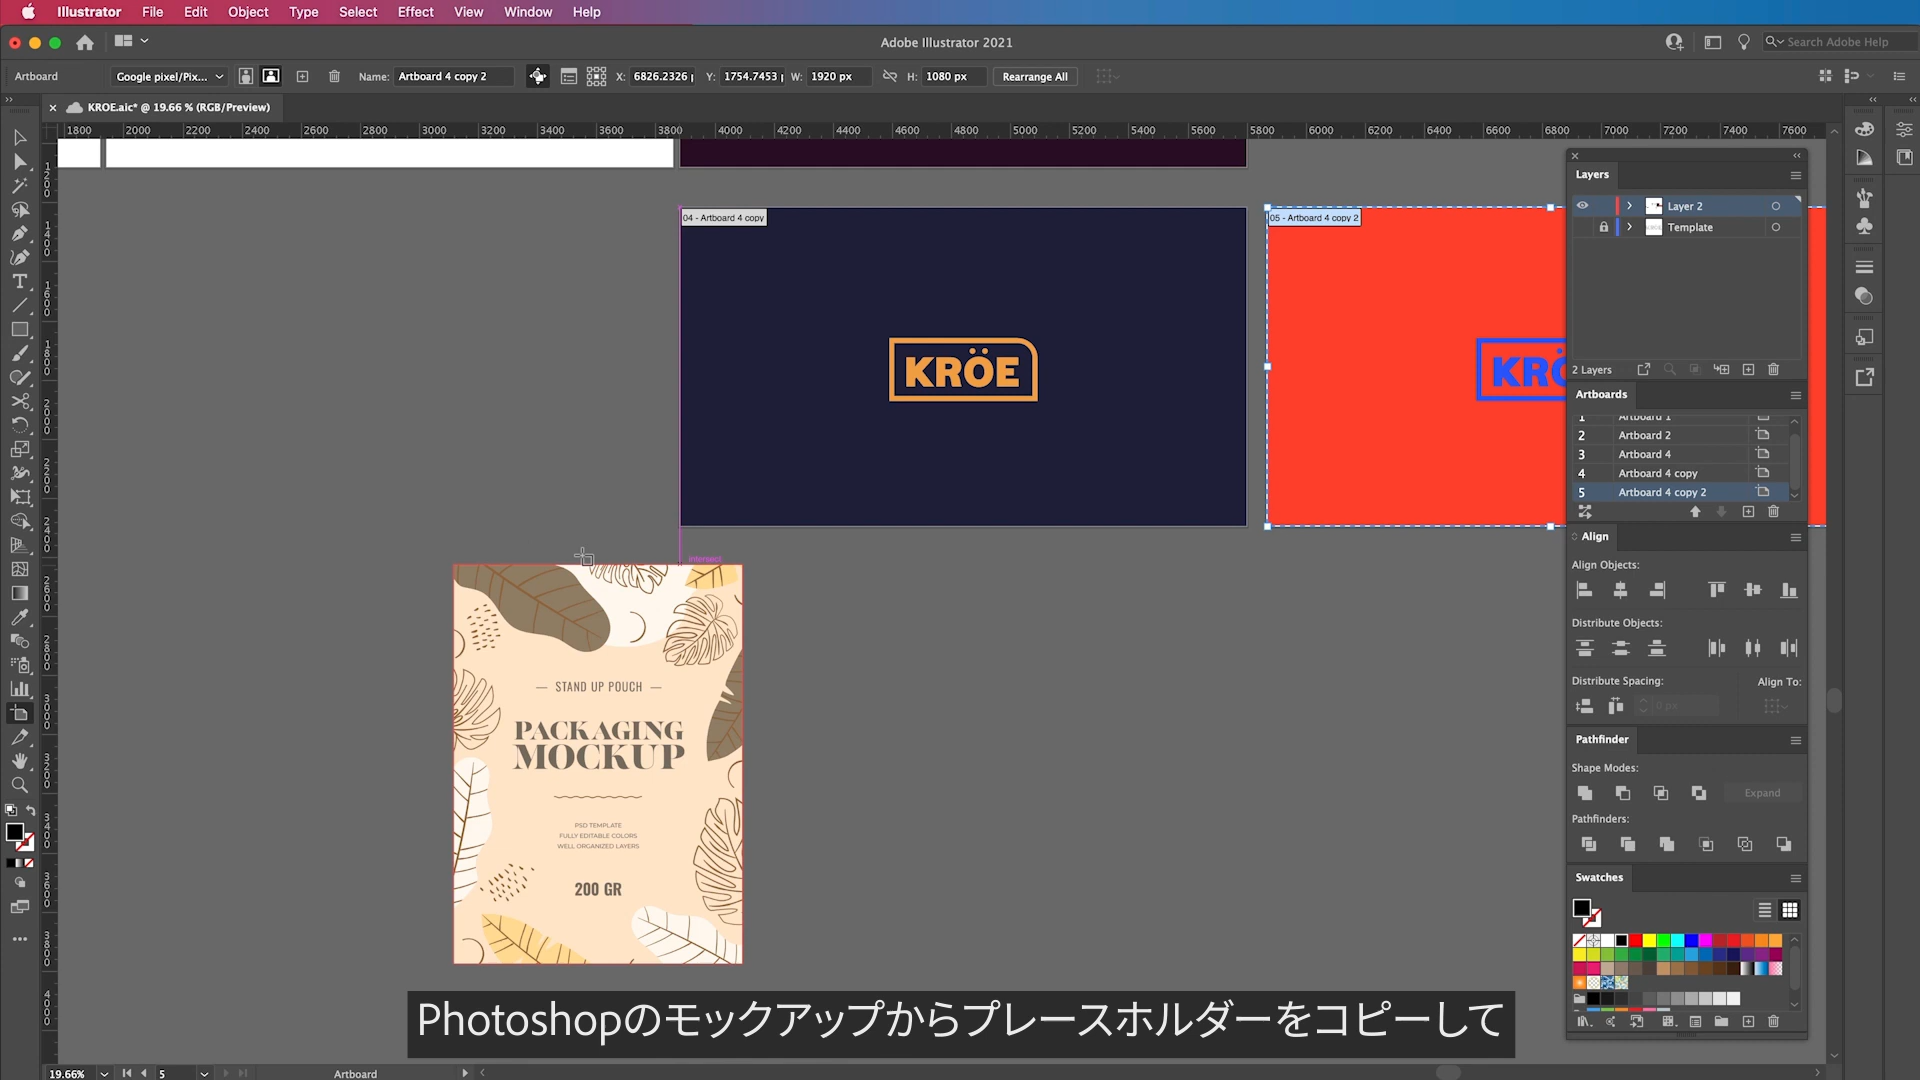 Illustrator File Edit Object Type Select Effect View Window Help
Adobe Illustrator 2021
Search Adobe Help
Artboard
Google pixel/Pix...
Name: Artboard 4 copy 2
X: 6826.2326 p
Y: 1754.7453
W: 1920 px
H: 1080 px
Rearrange All
KRÖE.aic* @ 19.66 % (RGB/Preview)
1800 2000 2200 2400 2600 2800 3000 3200 3400 3600 3800 4000 4200 4400 4600 4800 5000 5200 5400 5600 5800 6000 6200 6400 6600 6800 7000 7200 7400 7600
1200
1400
1600
1800
2000
2200
2400
2600
2800
3000
3200
3400
3600
3800
4000
04 - Artboard 4 copy
KRÖE
05 - Artboard 4 copy 2
KRÖ
intersect
— STAND UP POUCH —
PACKAGING
MOCKUP
PSD TEMPLATE
FULLY EDITABLE COLORS
WELL ORGANIZED LAYERS
200 GR
Layers
Layer 2
Template
2 Layers
Artboards
1 Artboard 1
2 Artboard 2
3 Artboard 4
4 Artboard 4 copy
5 Artboard 4 copy 2
Align
Align Objects:
Distribute Objects:
Distribute Spacing:
Align To:
0 px
Pathfinder
Shape Modes:
Expand
Pathfinders:
Swatches
Photoshopのモックアップからプレースホルダーをコピーして
19.66%
5
Artboard